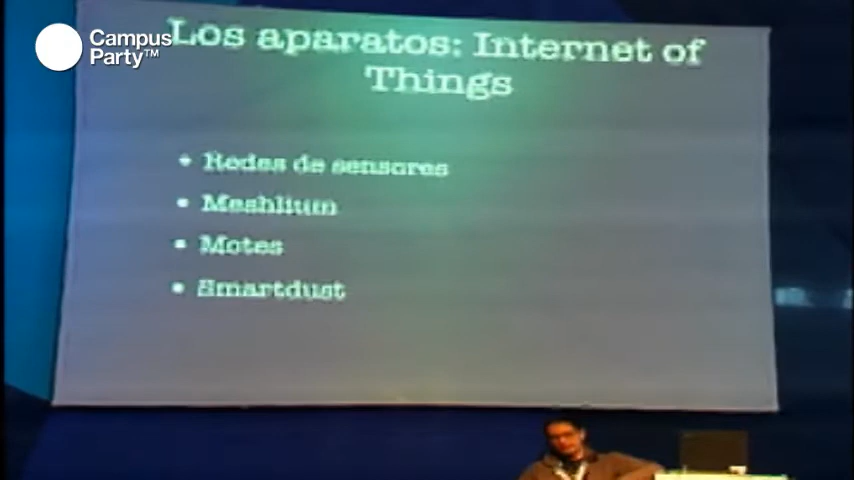 Campus
Party™
Los aparatos: Internet of
Things
• Redes de sensores
• Meshlium
• Motes
• Smartdust